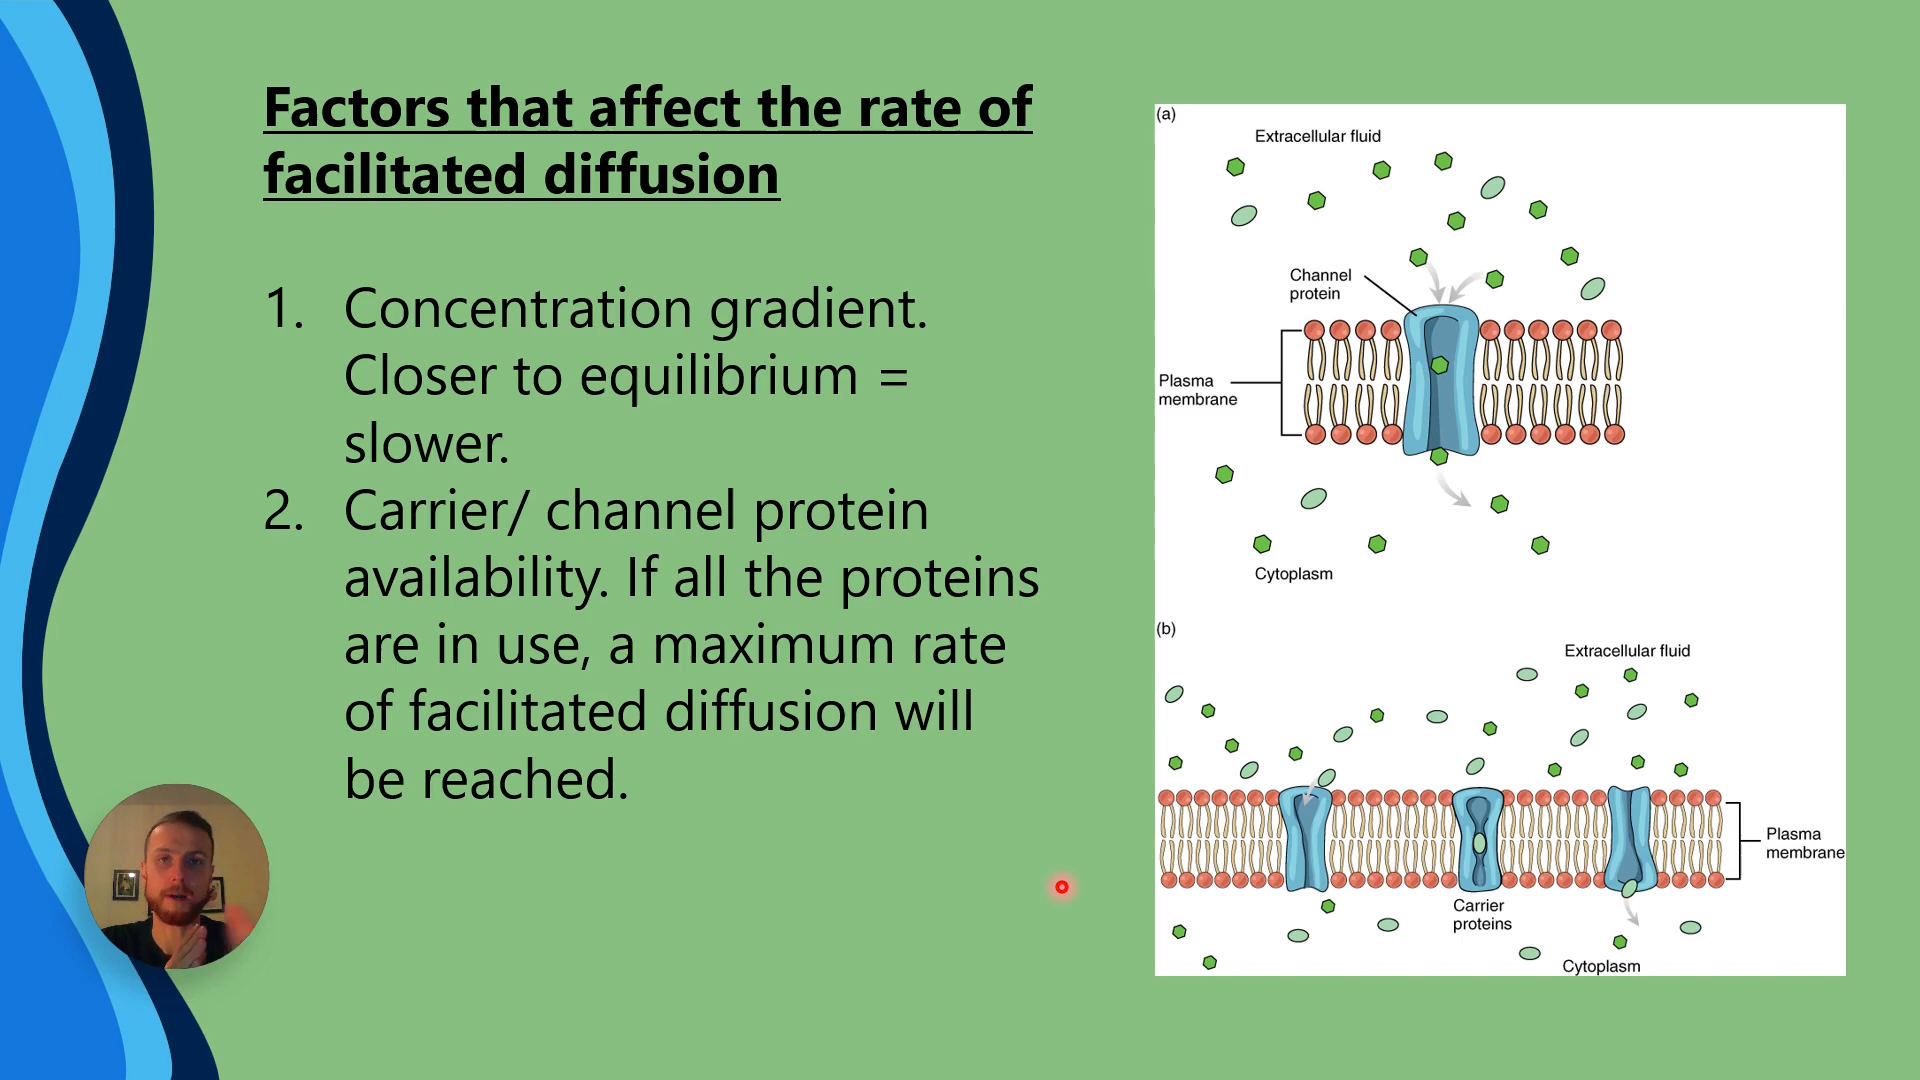 Factors that affect the rate of
facilitated diffusion
1. Concentration gradient.
Closer to equilibrium =
slower.
2. Carrier/ channel protein
availability. If all the proteins
are in use, a maximum rate
of facilitated diffusion will
be reached.
(a)
Extracellular fluid
Channel
protein
Plasma
membrane
Cytoplasm
(b)
Extracellular fluid
Plasma
membrane
Carrier
proteins
Cytoplasm